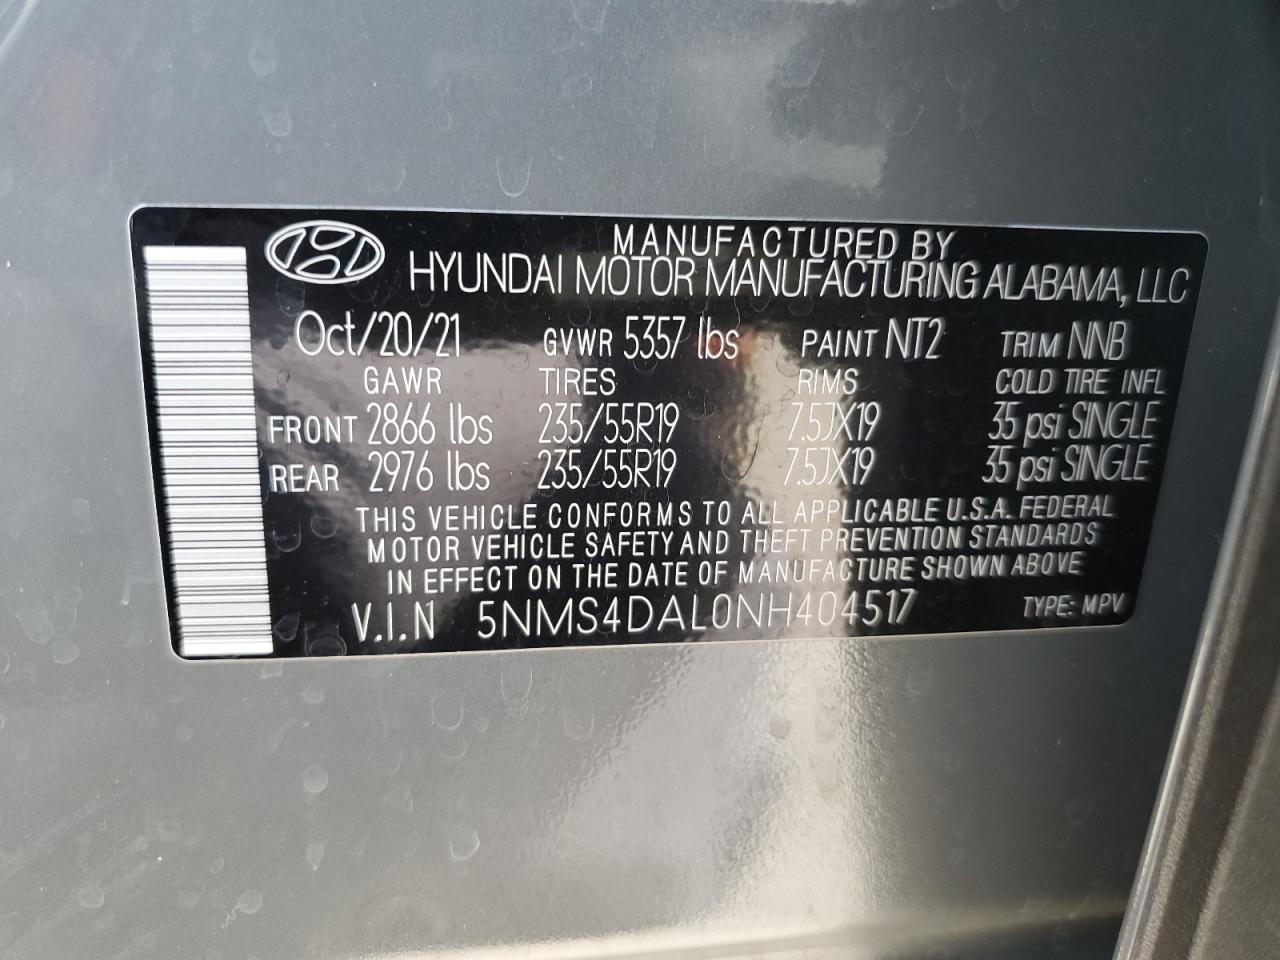 MANUFACTURED BY
HYUNDAI MOTOR MANUFACTURING ALABAMA, LLC
Oct/20/21 GVWR 5357 lbs PAINT NT2 TRIM NNB
GAWR TIRES RIMS COLD TIRE INFL
FRONT 2866 lbs 235/55R19 7.5JX19 35 psi SINGLE
REAR 2976 lbs 235/55R19 7.5JX19 35 psi SINGLE
THIS VEHICLE CONFORMS TO ALL APPLICABLE U.S.A. FEDERAL
MOTOR VEHICLE SAFETY AND THEFT PREVENTION STANDARDS
IN EFFECT ON THE DATE OF MANUFACTURE SHOWN ABOVE
V.I.N 5NMS4DAL0NH404517 TYPE: MPV